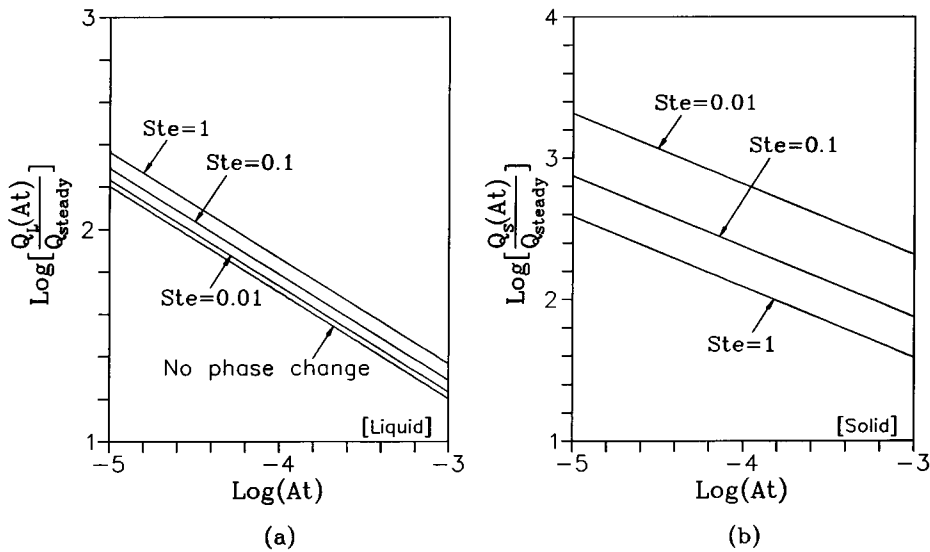 3
Ste=1
Ste=0.1
Log[Q_L(At)/Q_steady]
2
Ste=0.01
No phase change
[Liquid]
1
-5
-4
-3
Log(At)
(a)
4
Ste=0.01
Ste=0.1
3
Log[Q_S(At)/Q_steady]
2
Ste=1
[Solid]
1
-5
-4
-3
Log(At)
(b)